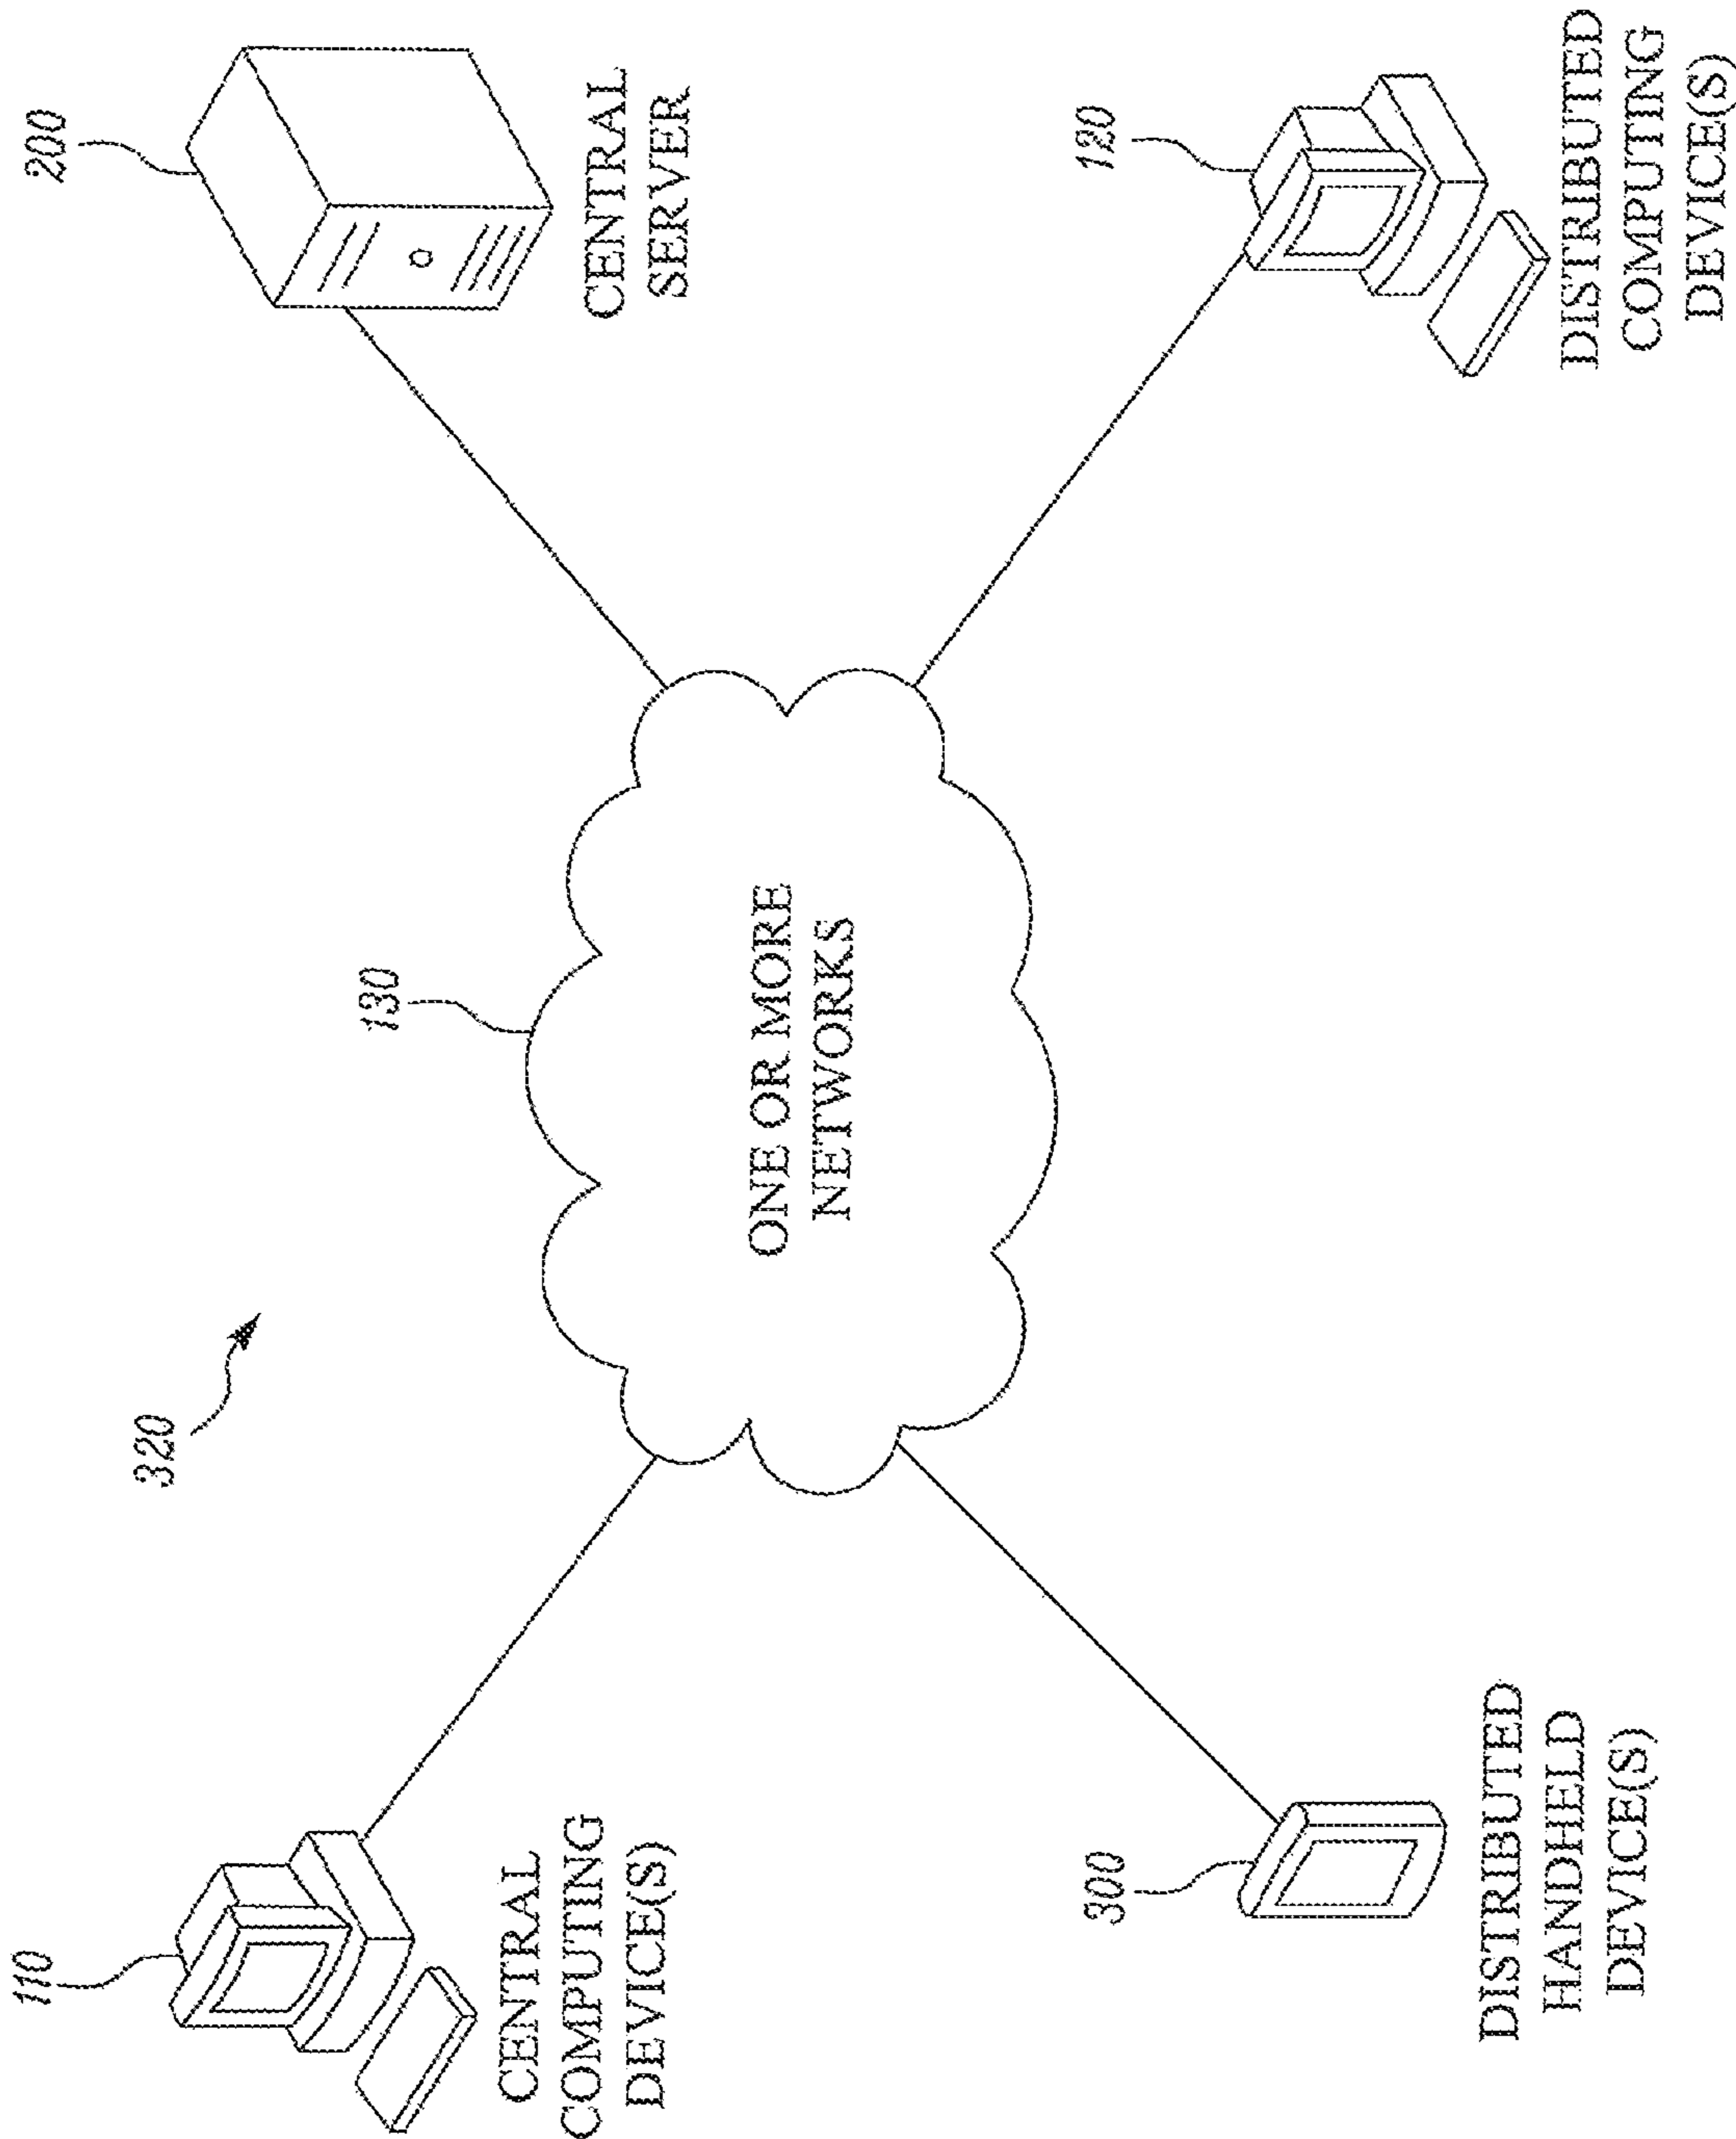 320
110
CENTRAL
COMPUTING
DEVICE(S)
200
CENTRAL
SERVER
130
ONE OR MORE
NETWORKS
300
DISTRIBUTED
HANDHELD
DEVICE(S)
120
DISTRIBUTED
COMPUTING
DEVICE(S)